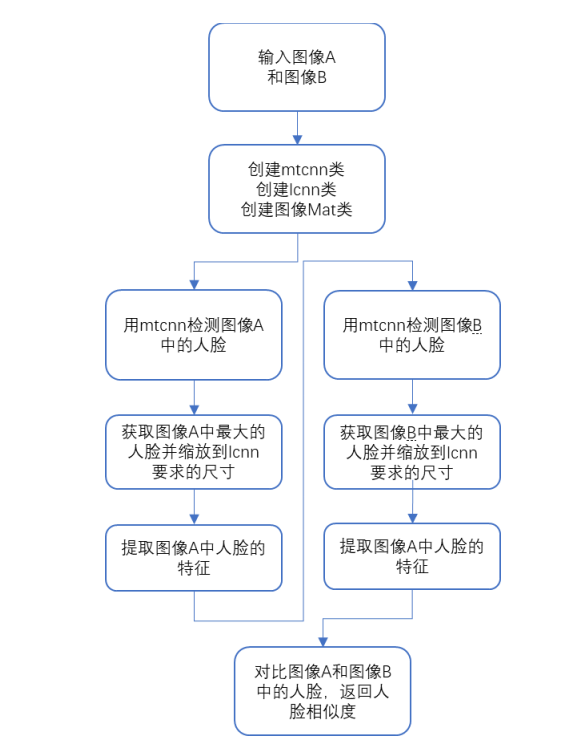 输入图像A
和图像B
创建mtcnn类
创建lcnn类
创建图像Mat类
用mtcnn检测图像A
中的人脸
获取图像A中最大的
人脸并缩放到lcnn
要求的尺寸
提取图像A中人脸的
特征
用mtcnn检测图像B
中的人脸
获取图像B中最大的
人脸并缩放到lcnn
要求的尺寸
提取图像A中人脸的
特征
对比图像A和图像B
中的人脸，返回人
脸相似度